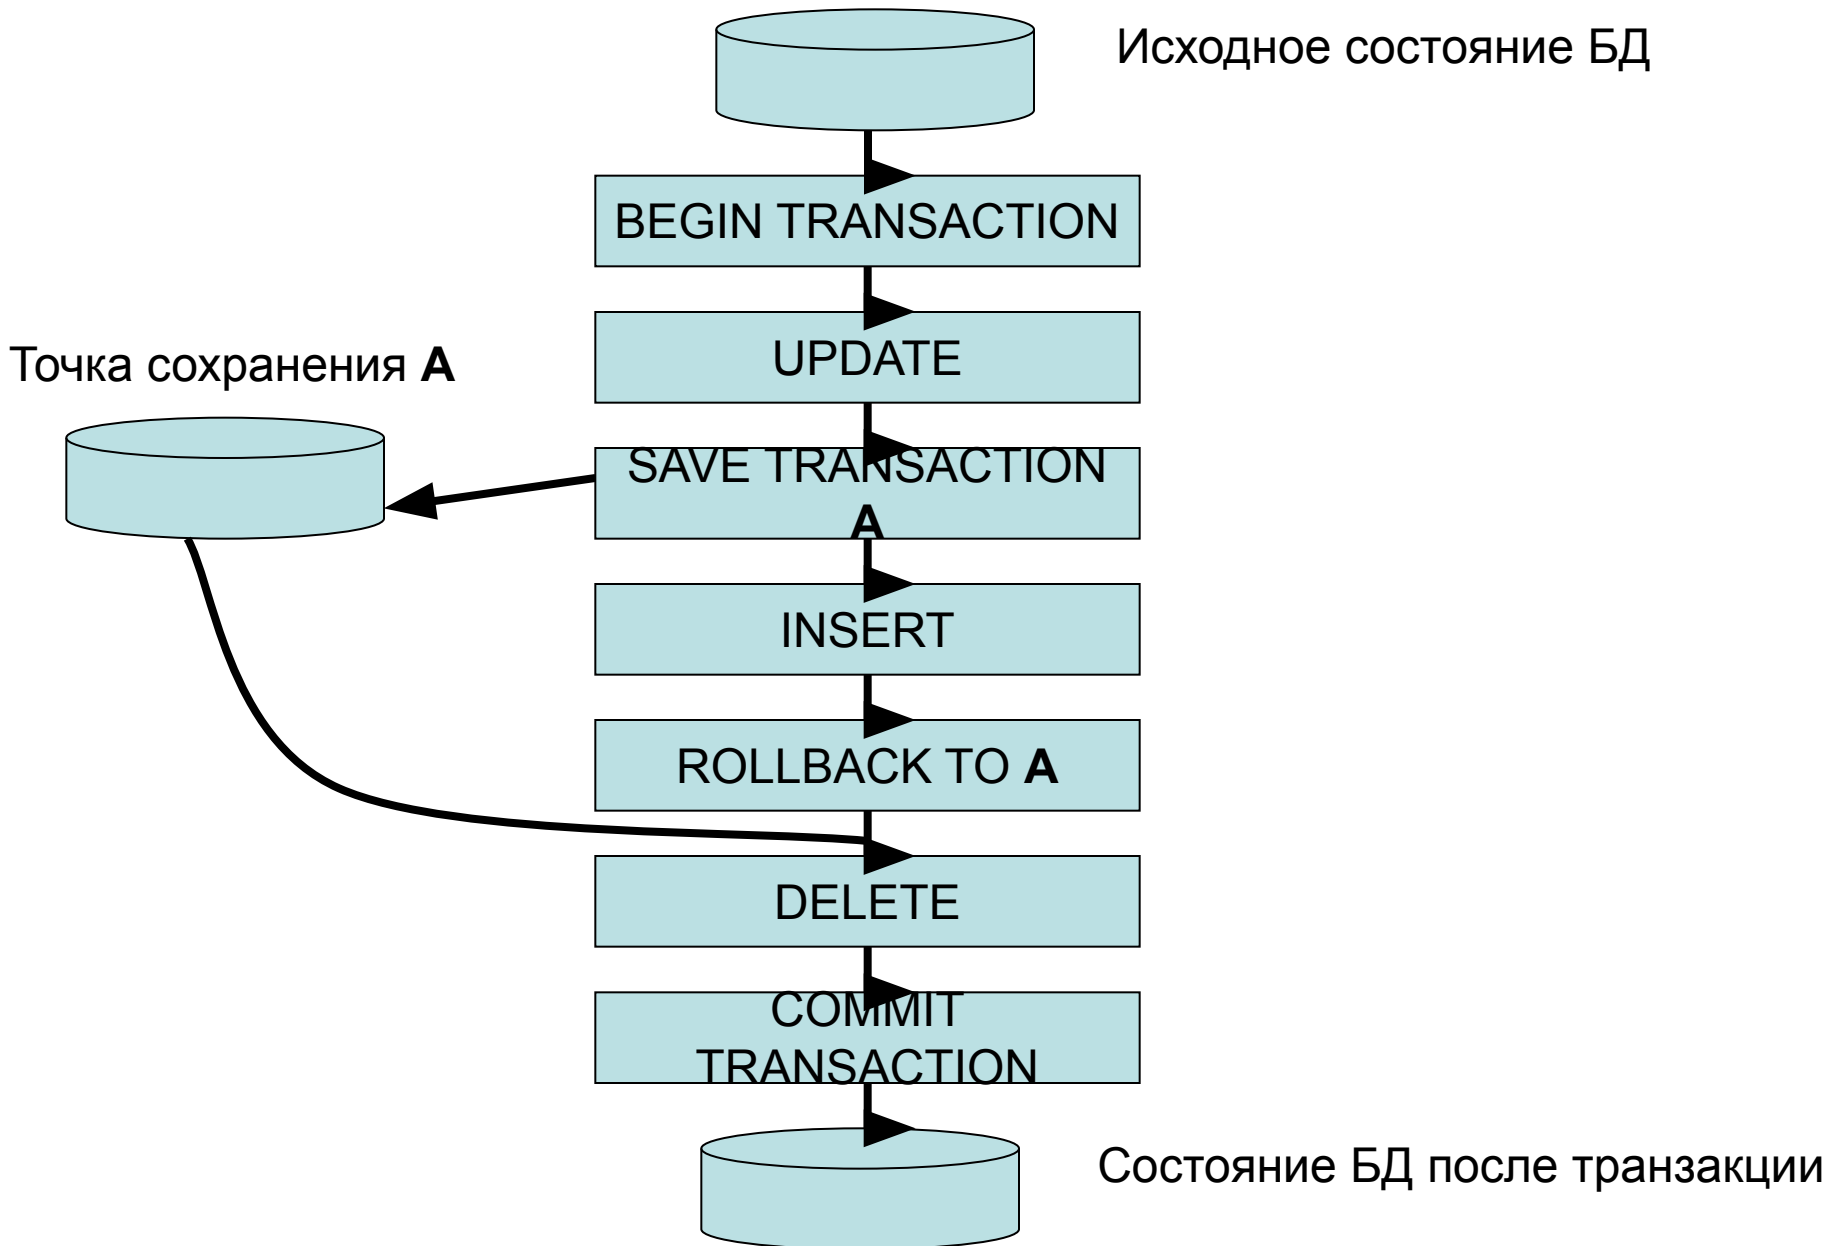 Исходное состояние БД
BEGIN TRANSACTION
UPDATE
Точка сохранения A
SAVE TRANSACTION
A
INSERT
ROLLBACK TO A
DELETE
COMMIT
TRANSACTION
Состояние БД после транзакции